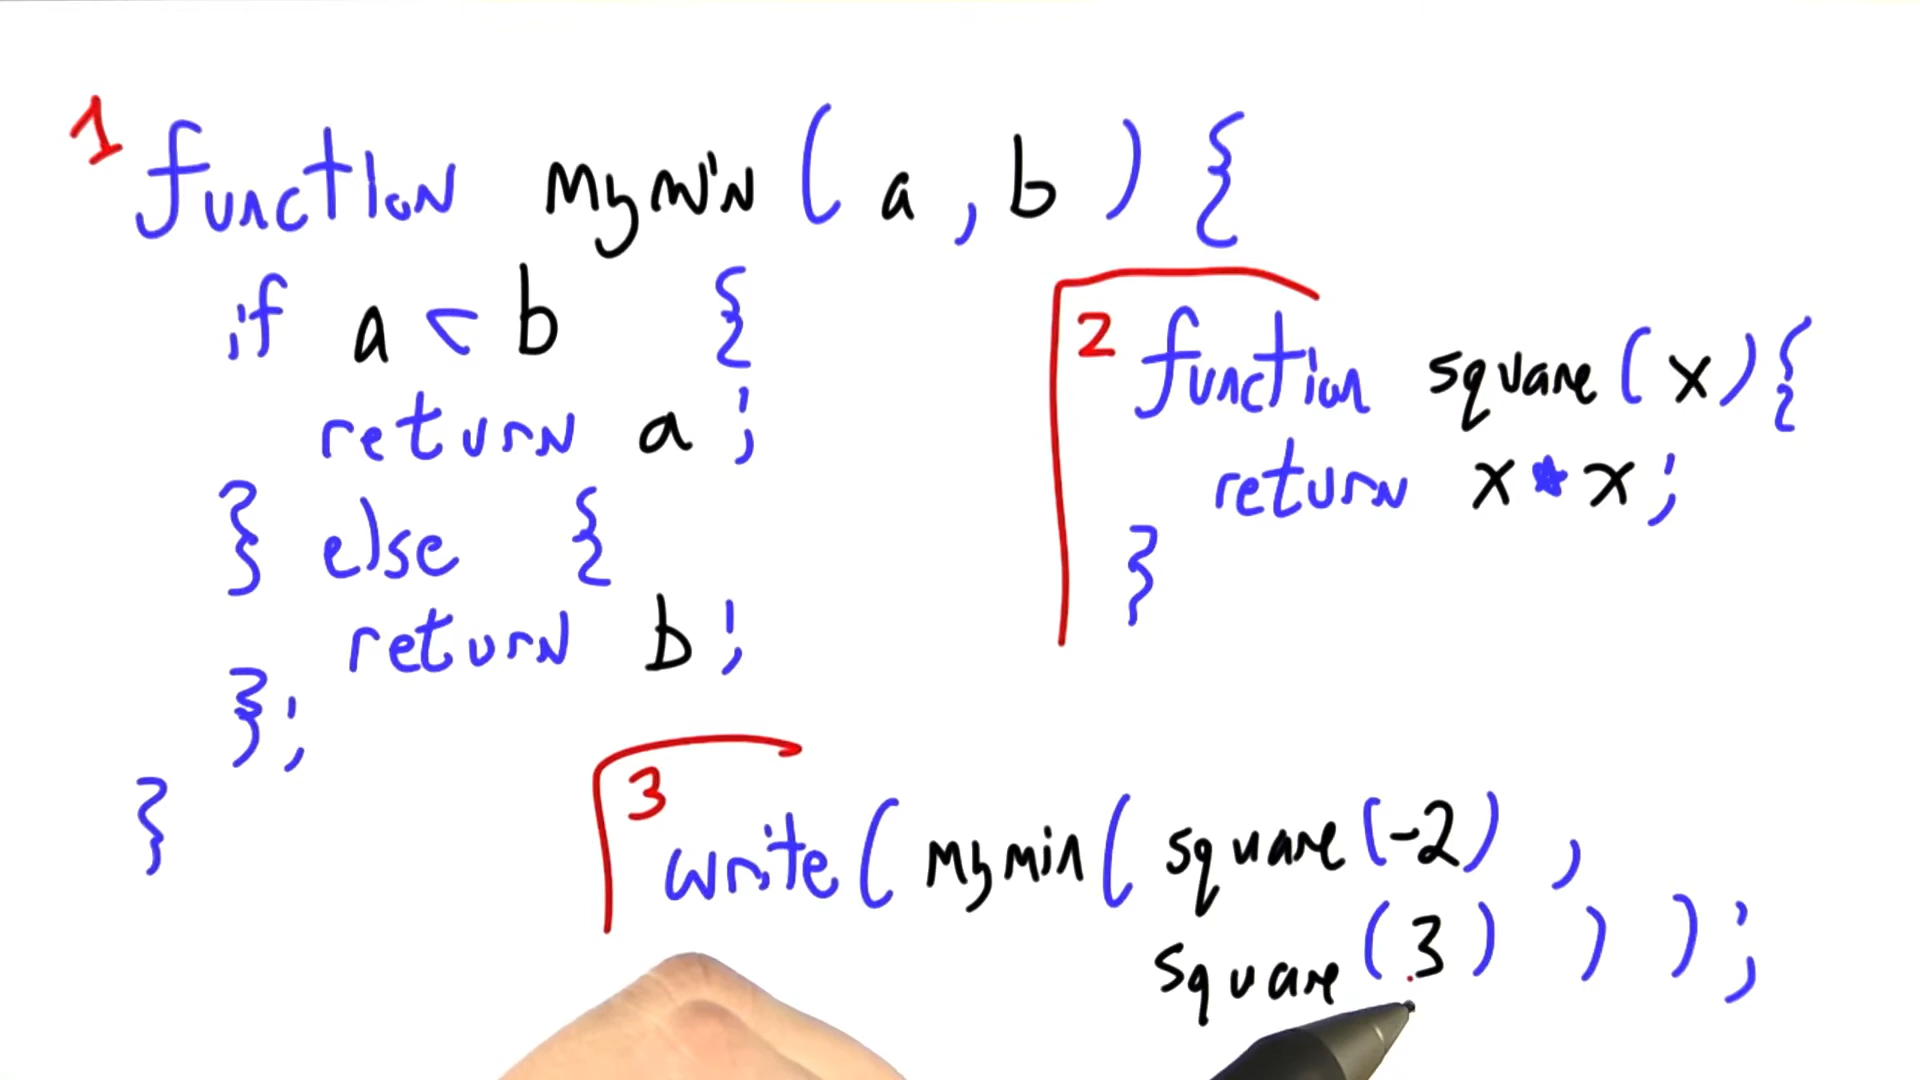 1 function mymin ( a , b ) {
if a < b {
return a ;
} else {
return b ;
} ;
}
2 function square ( x ) {
return x * x ;
}
3 write ( mymin ( square ( -2 ) ,
square ( 3 ) ) ) ;